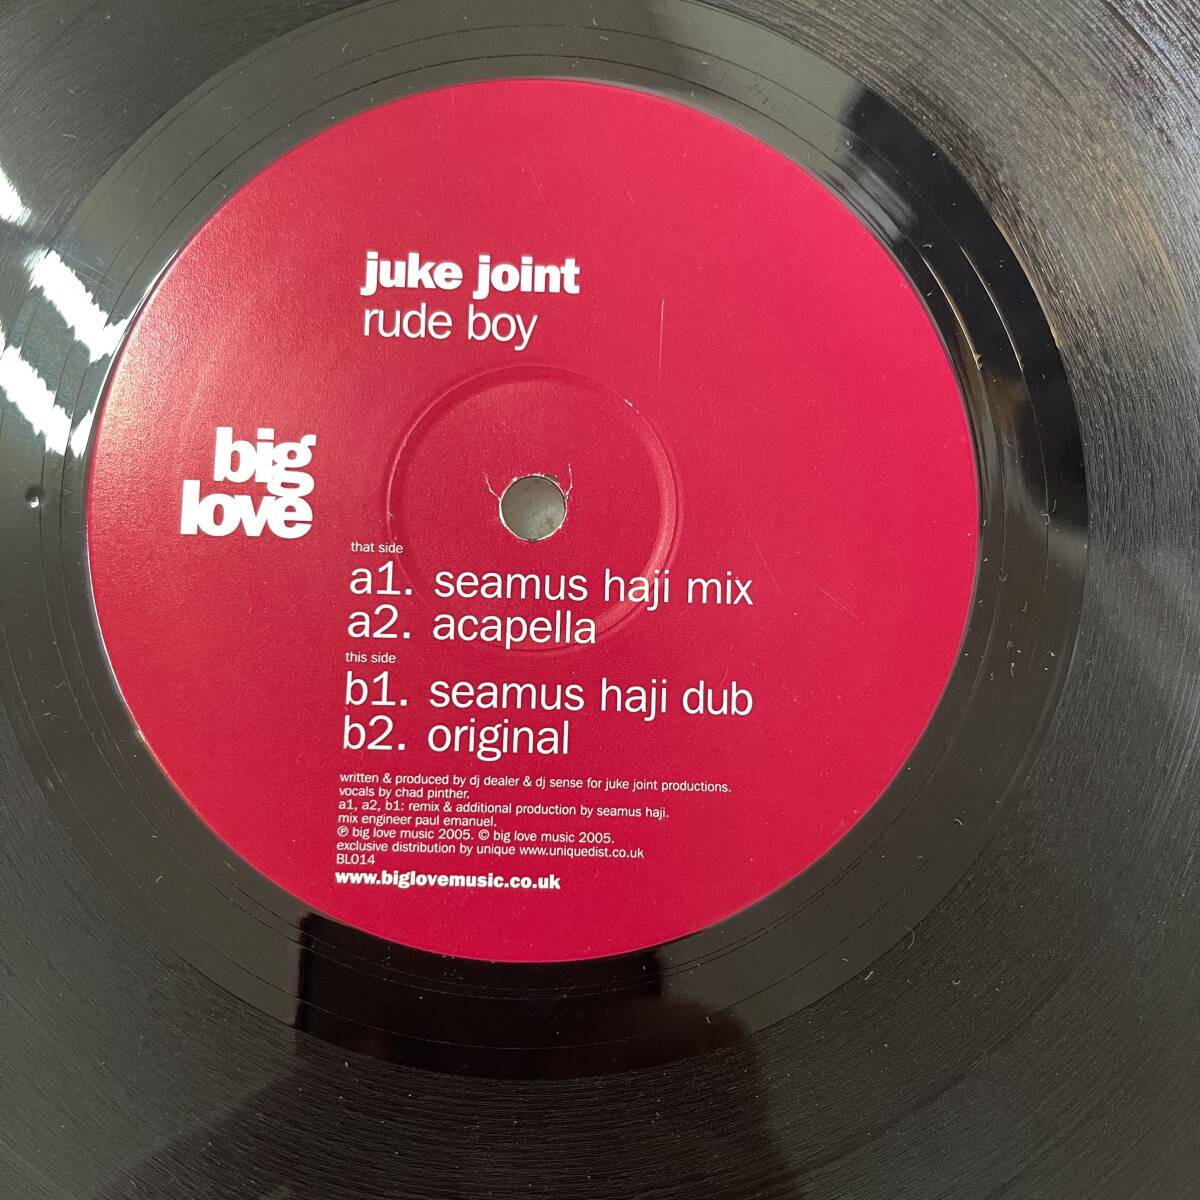 juke joint
rude boy
big
love
that side
a1. seamus haji mix
a2. acapella
this side
b1. seamus haji dub
b2. original
written & produced by dj dealer & dj sense for juke joint productions.
vocals by chad pinther.
a1, a2, b1: remix & additional production by seamus haji.
mix engineer paul emanuel.
℗ big love music 2005. © big love music 2005.
exclusive distribution by unique www.uniquedist.co.uk
BL014
www.biglovemusic.co.uk